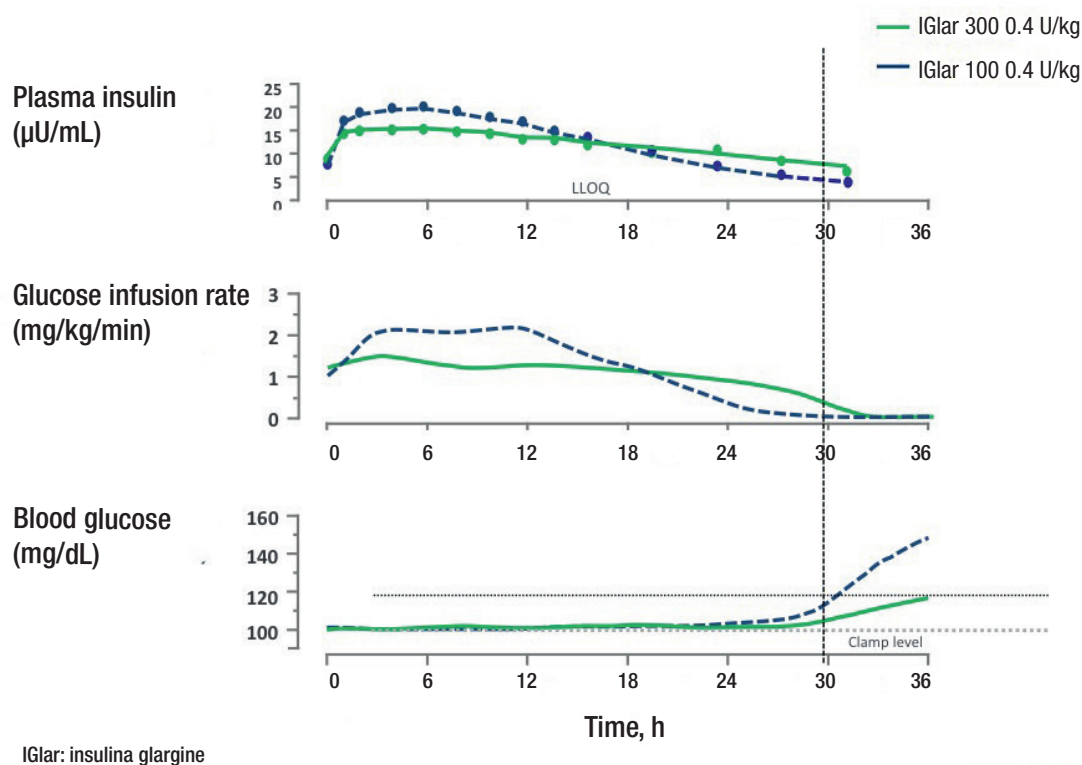 IGlar 300 0.4 U/kg
IGlar 100 0.4 U/kg
Plasma insulin
(µU/mL)
25
20
15
10
5
0
LLOQ
0 6 12 18 24 30 36
Glucose infusion rate
(mg/kg/min)
3
2
1
0
0 6 12 18 24 30 36
Blood glucose
(mg/dL)
160
140
120
100
Clamp level
0 6 12 18 24 30 36
Time, h
IGlar: insulina glargine